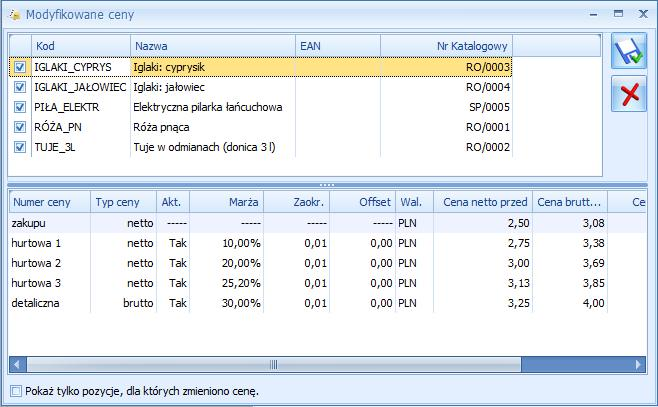 Modyfikowane ceny
Kod Nazwa EAN Nr Katalogowy
IGLAKI_CYPRYS Iglaki: cyprysik RO/0003
IGLAKI_JAŁOWIEC Iglaki: jałowiec RO/0004
PIŁA_ELEKTR Elektryczna pilarka łańcuchowa SP/0005
RÓŻA_PN Róża pnąca RO/0001
TUJE_3L Tuje w odmianach (donica 3 l) RO/0002
Numer ceny Typ ceny Akt. Marża Zaokr. Offset Wal. Cena netto przed Cena brutt... Ce
zakupu netto ----- ----- ----- ----- PLN 2,50 3,08
hurtowa 1 netto Tak 10,00% 0,01 0,00 PLN 2,75 3,38
hurtowa 2 netto Tak 20,00% 0,01 0,00 PLN 3,00 3,69
hurtowa 3 netto Tak 25,20% 0,01 0,00 PLN 3,13 3,85
detaliczna brutto Tak 30,00% 0,01 0,00 PLN 3,25 4,00
Pokaż tylko pozycje, dla których zmieniono cenę.